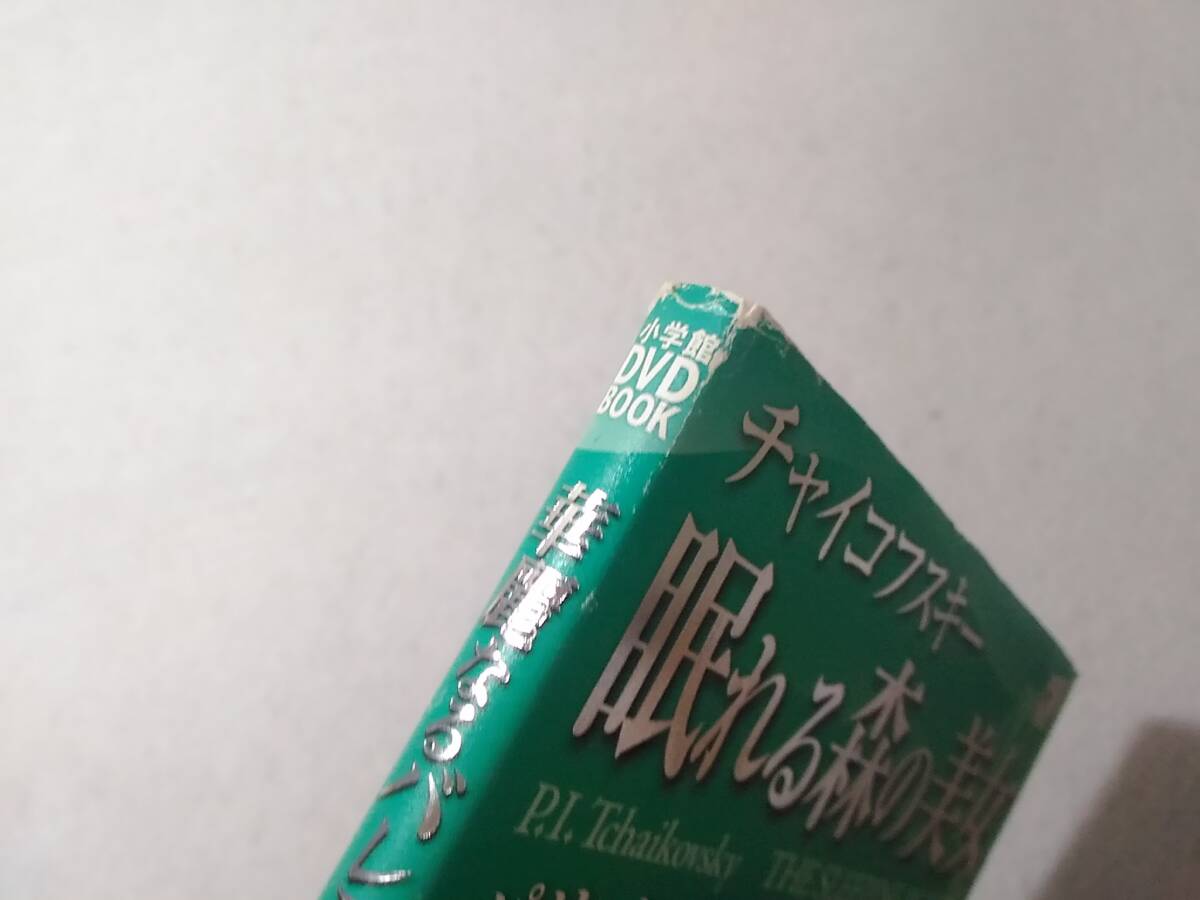 小学館
DVD
BOOK
華麗なるバレ
チャイコフスキー
眠れる森の美女
P.I. Tchaikovsky THE